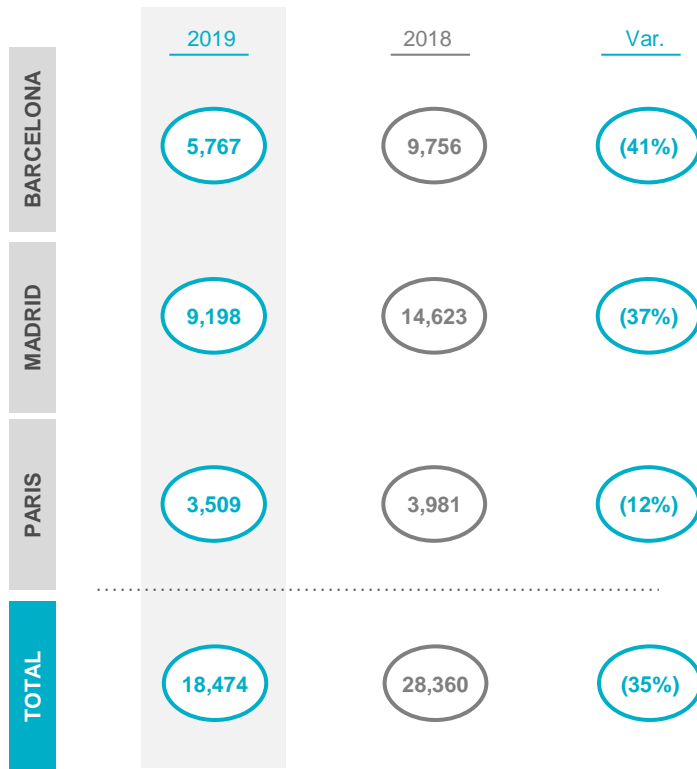 2019 2018 Var.
BARCELONA 5,767 9,756 (41%)
MADRID 9,198 14,623 (37%)
PARIS 3,509 3,981 (12%)
TOTAL 18,474 28,360 (35%)